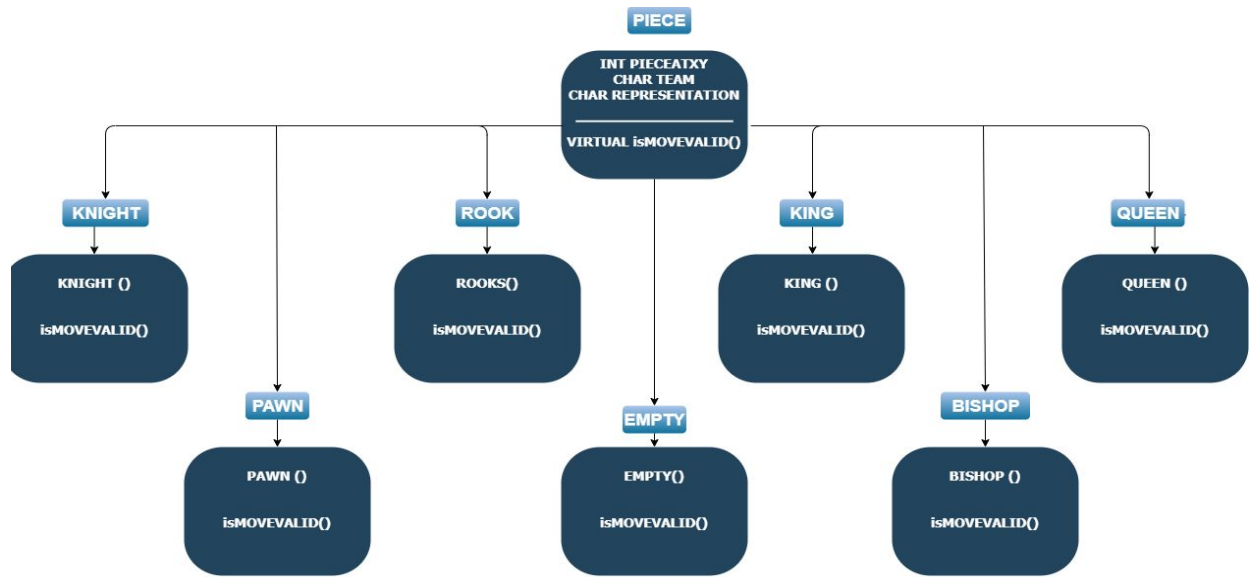 PIECE
INT PIECEATXY
CHAR TEAM
CHAR REPRESENTATION
VIRTUAL isMOVEVALID()
KNIGHT
ROOK
KING
QUEEN
KNIGHT ()
ROOKS()
KING ()
QUEEN ()
isMOVEVALID()
isMOVEVALID()
isMOVEVALID()
isMOVEVALID()
PAWN
EMPTY
BISHOP
PAWN ()
EMPTY()
BISHOP ()
isMOVEVALID()
isMOVEVALID()
isMOVEVALID()